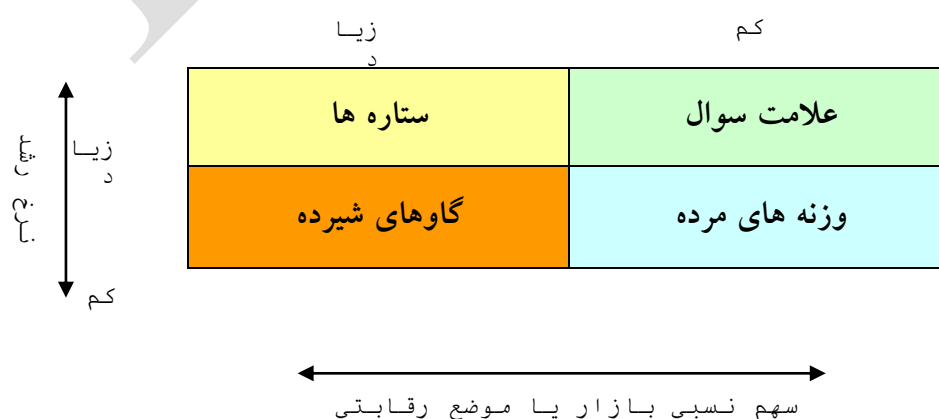 کم
زیاد
علامت سوال
ستاره ها
زیاد
نرخ رشد
وزنه های مرده
گاوهای شیرده
کم
سهم نسبی بازار یا موضع رقابتی